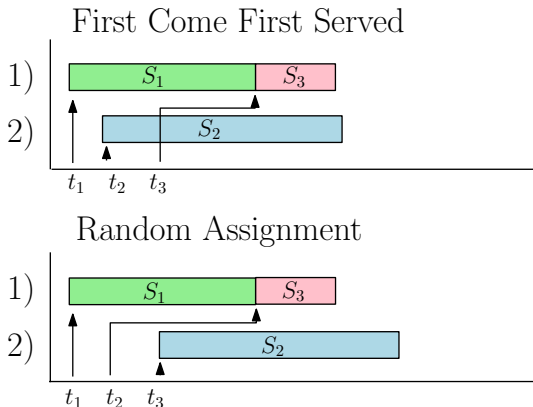 First Come First Served
1) S₁ S₃
2) S₂
t₁ t₂ t₃
Random Assignment
1) S₁ S₃
2) S₂
t₁ t₂ t₃